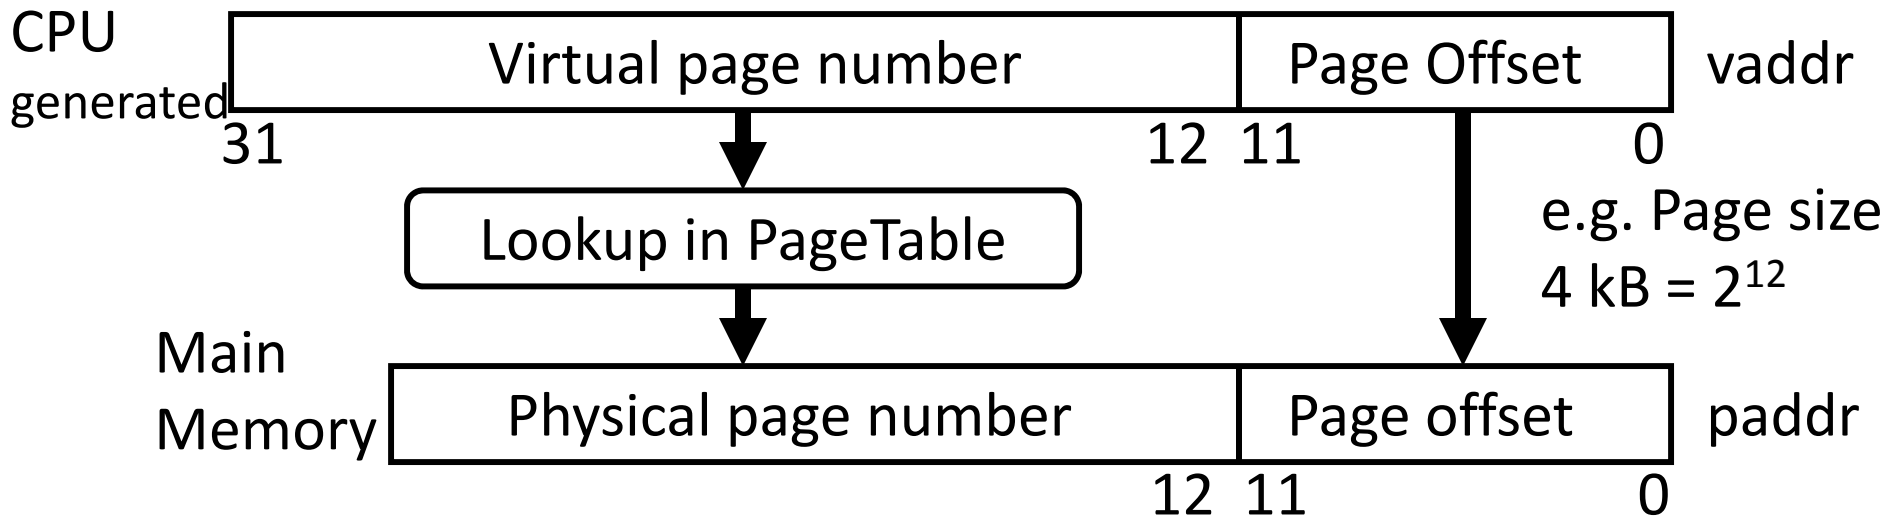 CPU
generated
Virtual page number
Page Offset
vaddr
31
12
11
0
Lookup in PageTable
e.g. Page size
4 kB = 2¹²
Main
Memory
Physical page number
Page offset
paddr
12
11
0